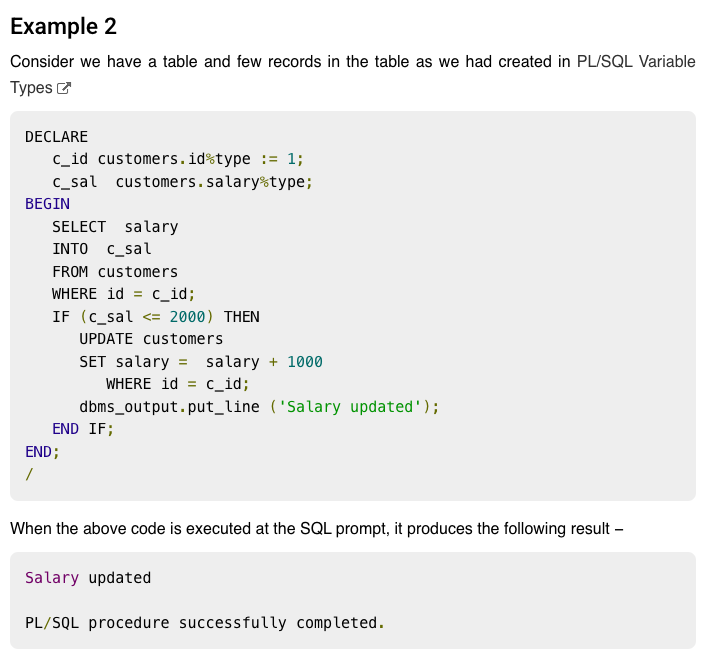 Example 2
Consider we have a table and few records in the table as we had created in PL/SQL Variable
Types
DECLARE
   c_id customers.id%type := 1;
   c_sal  customers.salary%type;
BEGIN
   SELECT  salary
   INTO  c_sal
   FROM customers
   WHERE id = c_id;
   IF (c_sal <= 2000) THEN
      UPDATE customers
      SET salary =  salary + 1000
         WHERE id = c_id;
      dbms_output.put_line ('Salary updated');
   END IF;
END;
/
When the above code is executed at the SQL prompt, it produces the following result −
Salary updated
PL/SQL procedure successfully completed.